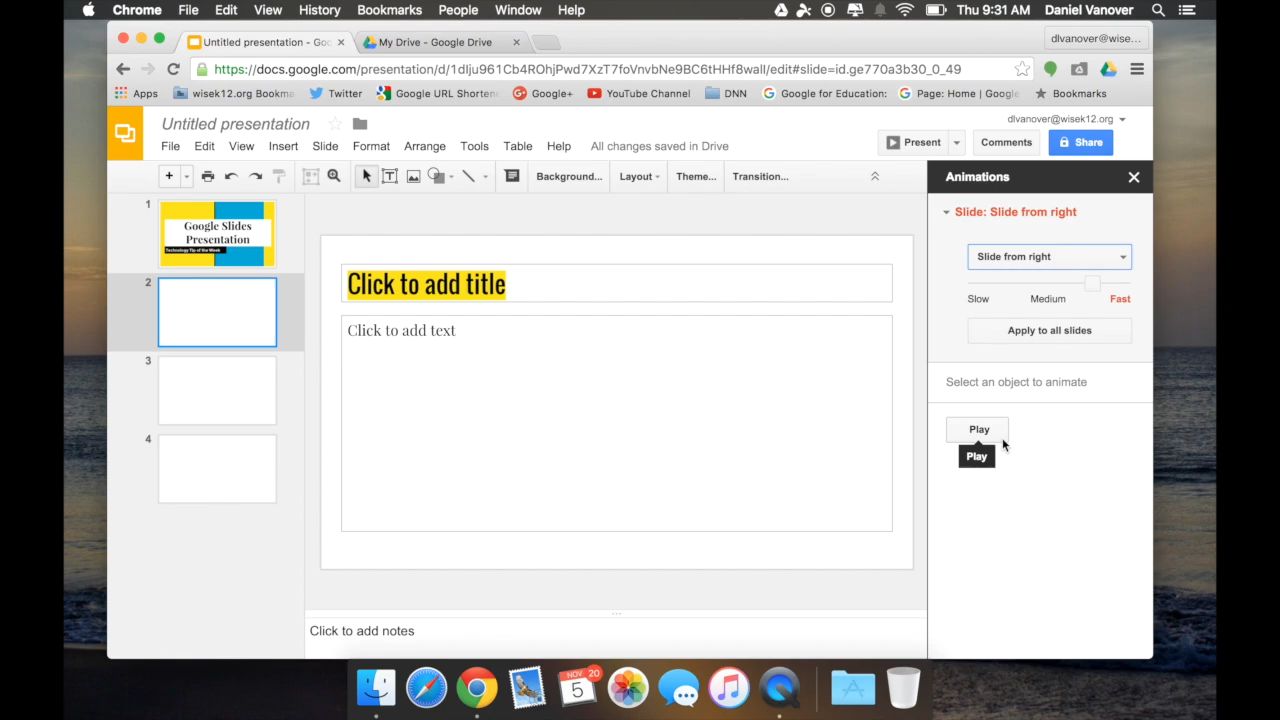 Chrome File Edit View History Bookmarks People Window Help Thu 9:31 AM Daniel Vanover
Untitled presentation - Goo
My Drive - Google Drive
dlvanover@wise...
https://docs.google.com/presentation/d/1dIju961Cb4ROhjPwd7XzT7foVnvbNe9BC6tHHf8wall/edit#slide=id.ge770a3b30_0_49
Apps wisek12.org Bookma Twitter Google URL Shorten Google+ YouTube Channel DNN Google for Education: Page: Home | Google Bookmarks
Untitled presentation
dlvanover@wisek12.org
File Edit View Insert Slide Format Arrange Tools Table Help All changes saved in Drive
Present Comments Share
Background... Layout Theme... Transition...
Animations
1
Google Slides
Presentation
Technology Tip of the Week
2
3
4
Click to add title
Click to add text
Click to add notes
Slide: Slide from right
Slide from right
Slow Medium Fast
Apply to all slides
Select an object to animate
Play
Play
NOV 20
5